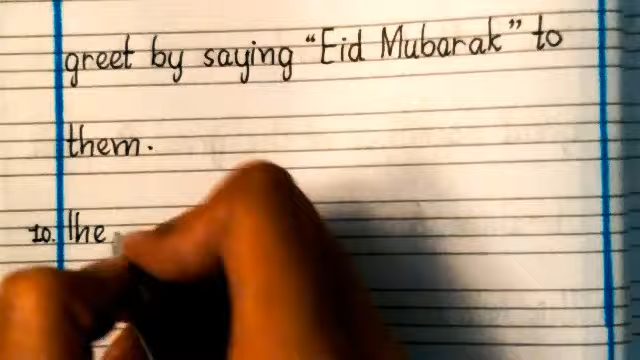 greet by saying "Eid Mubarak" to
them.
10. The